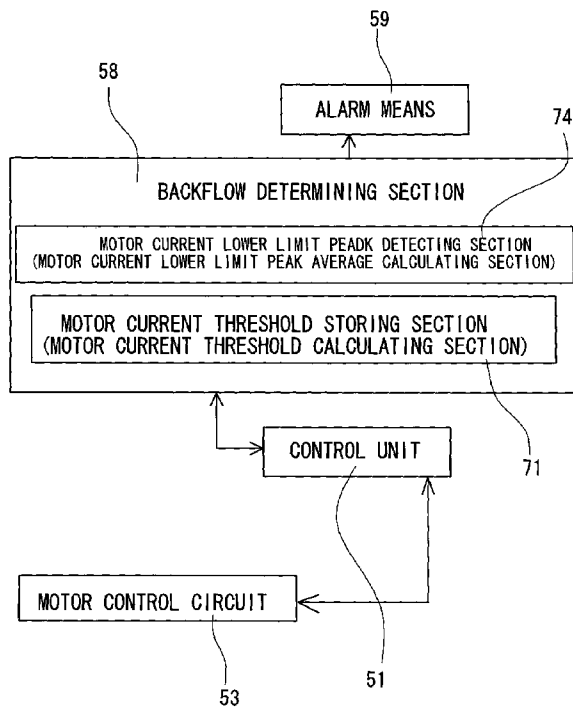 59
58
ALARM MEANS
74
BACKFLOW DETERMINING SECTION
MOTOR CURRENT LOWER LIMIT PEADK DETECTING SECTION
(MOTOR CURRENT LOWER LIMIT PEAK AVERAGE CALCULATING SECTION)
MOTOR CURRENT THRESHOLD STORING SECTION
(MOTOR CURRENT THRESHOLD CALCULATING SECTION)
CONTROL UNIT
71
MOTOR CONTROL CIRCUIT
51
53